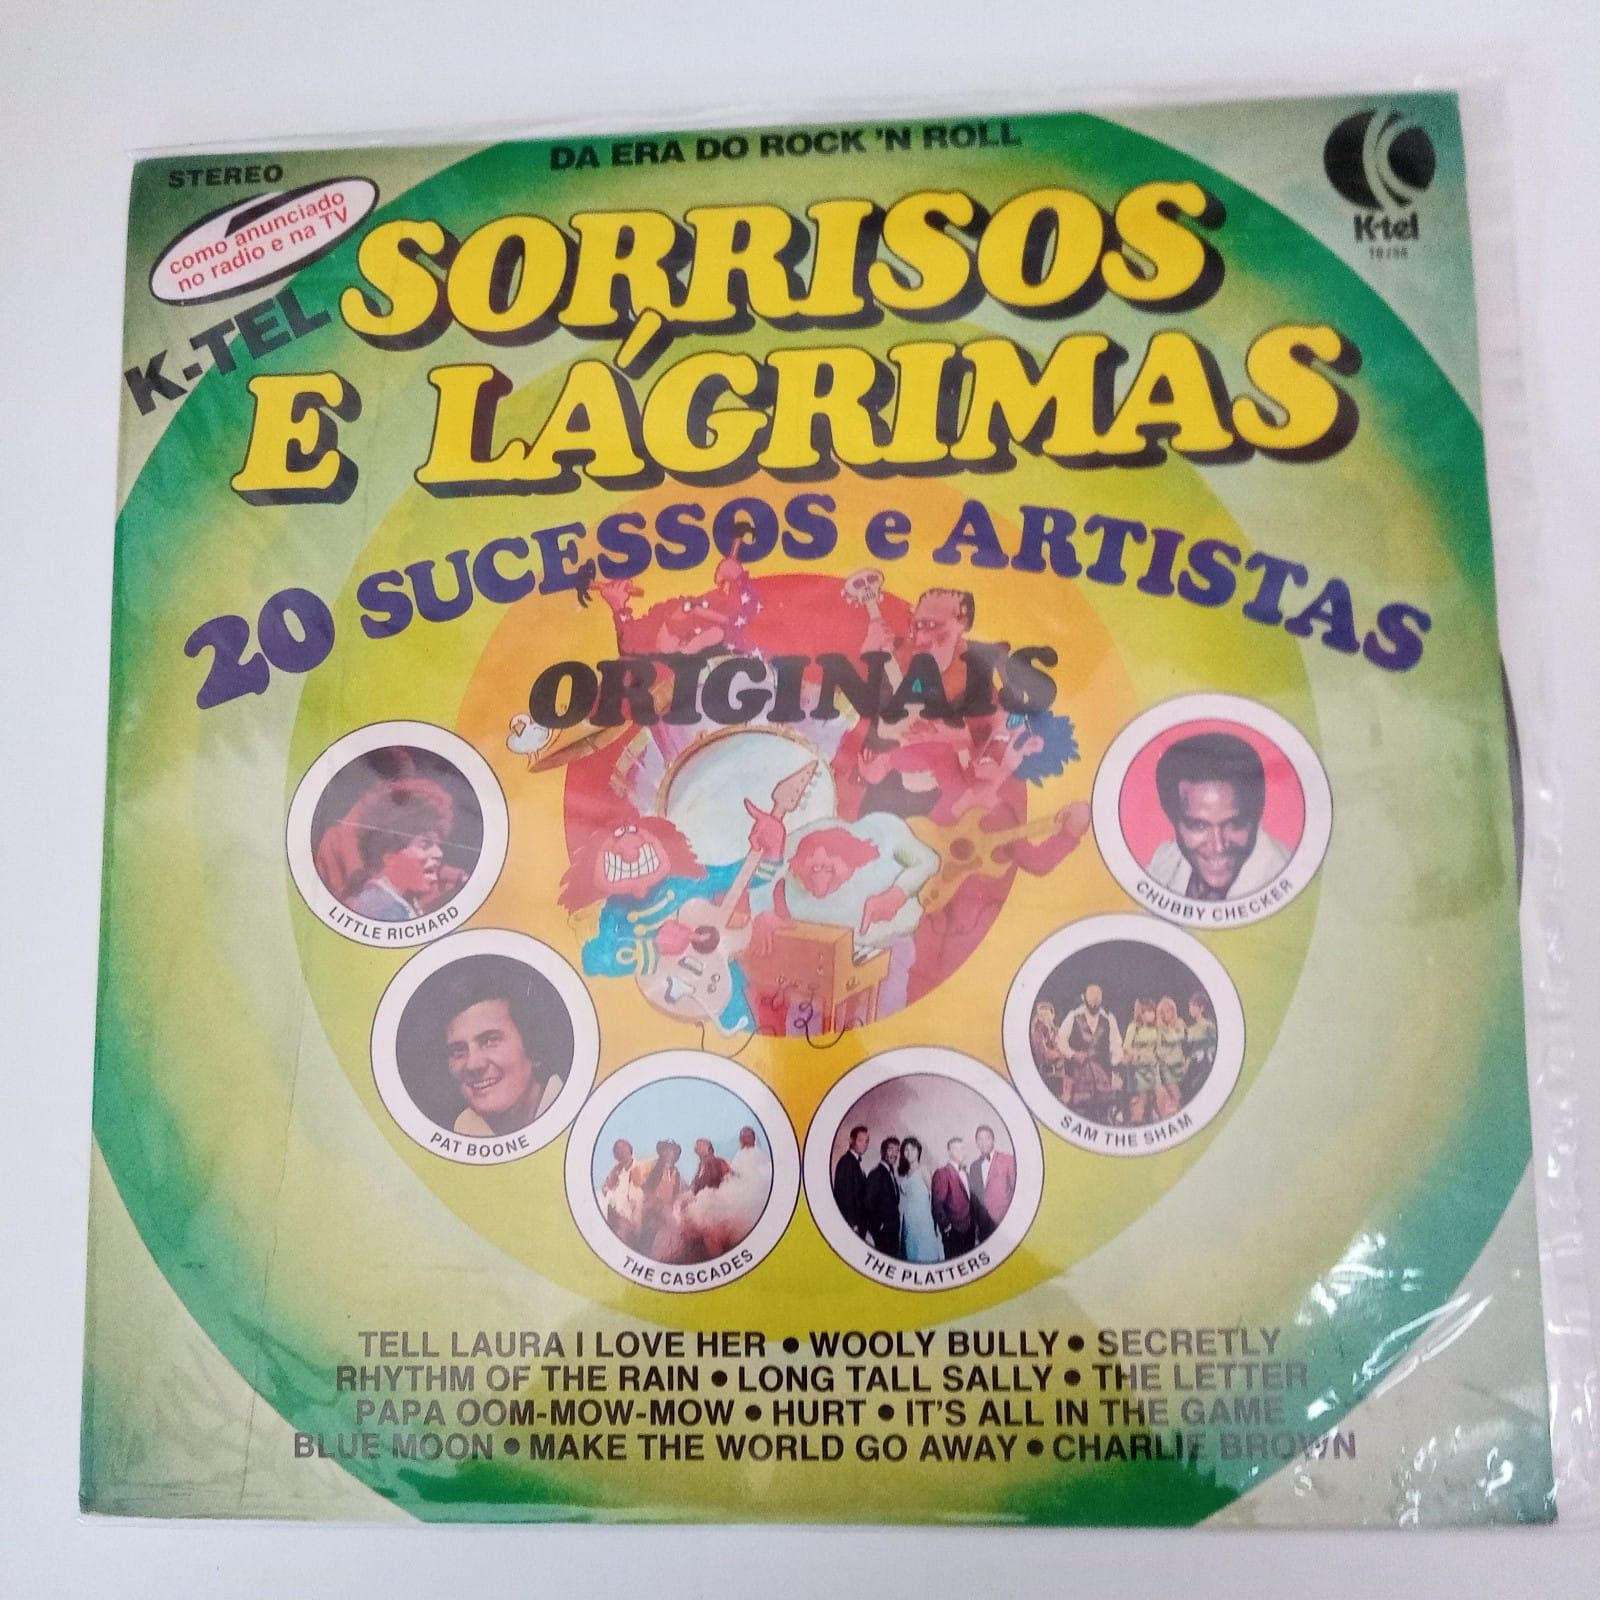 DA ERA DO ROCK 'N ROLL
STEREO
como anunciado
no radio e na TV
K-tel
K-TEL
SORRISOS
E LÁGRIMAS
20 SUCESSOS e ARTISTAS
ORIGINAIS
LITTLE RICHARD
CHUBBY CHECKER
PAT BOONE
SAM THE SHAM
THE CASCADES
THE PLATTERS
TELL LAURA I LOVE HER • WOOLY BULLY • SECRETLY
RHYTHM OF THE RAIN • LONG TALL SALLY • THE LETTER
PAPA OOM-MOW-MOW • HURT • IT'S ALL IN THE GAME
BLUE MOON • MAKE THE WORLD GO AWAY • CHARLIE BROWN